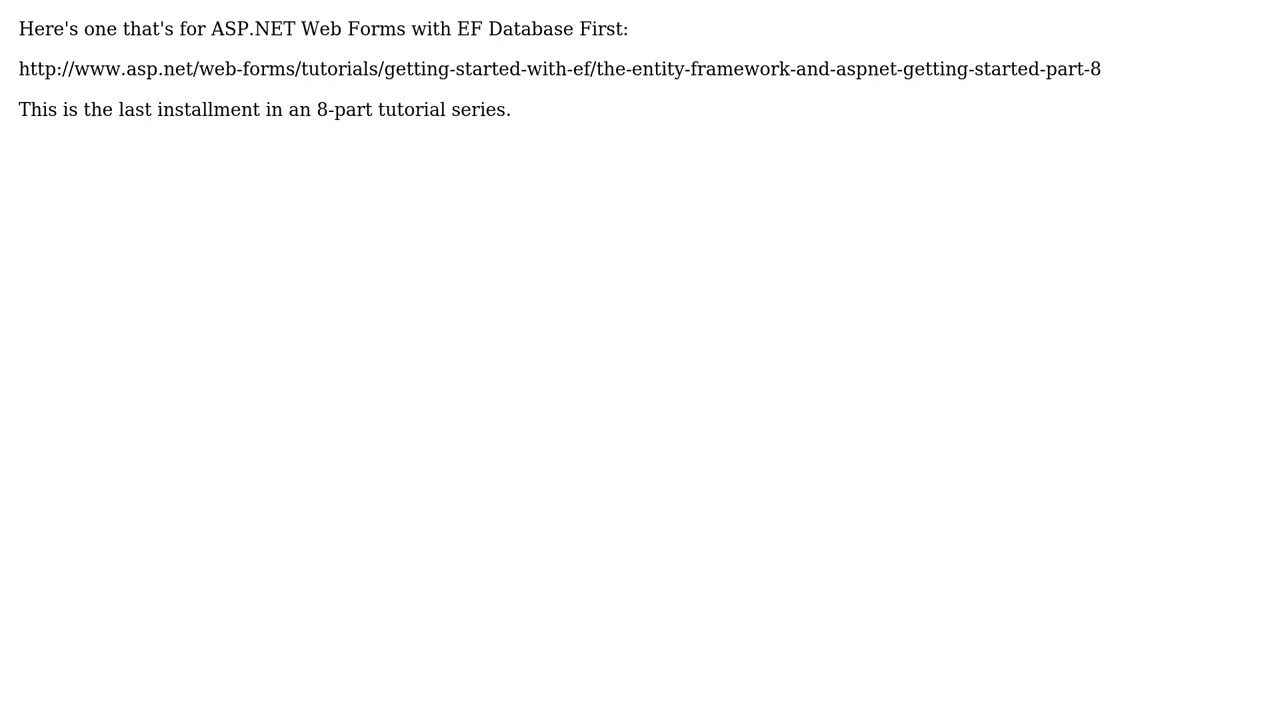 Here's one that's for ASP.NET Web Forms with EF Database First:
http://www.asp.net/web-forms/tutorials/getting-started-with-ef/the-entity-framework-and-aspnet-getting-started-part-8
This is the last installment in an 8-part tutorial series.